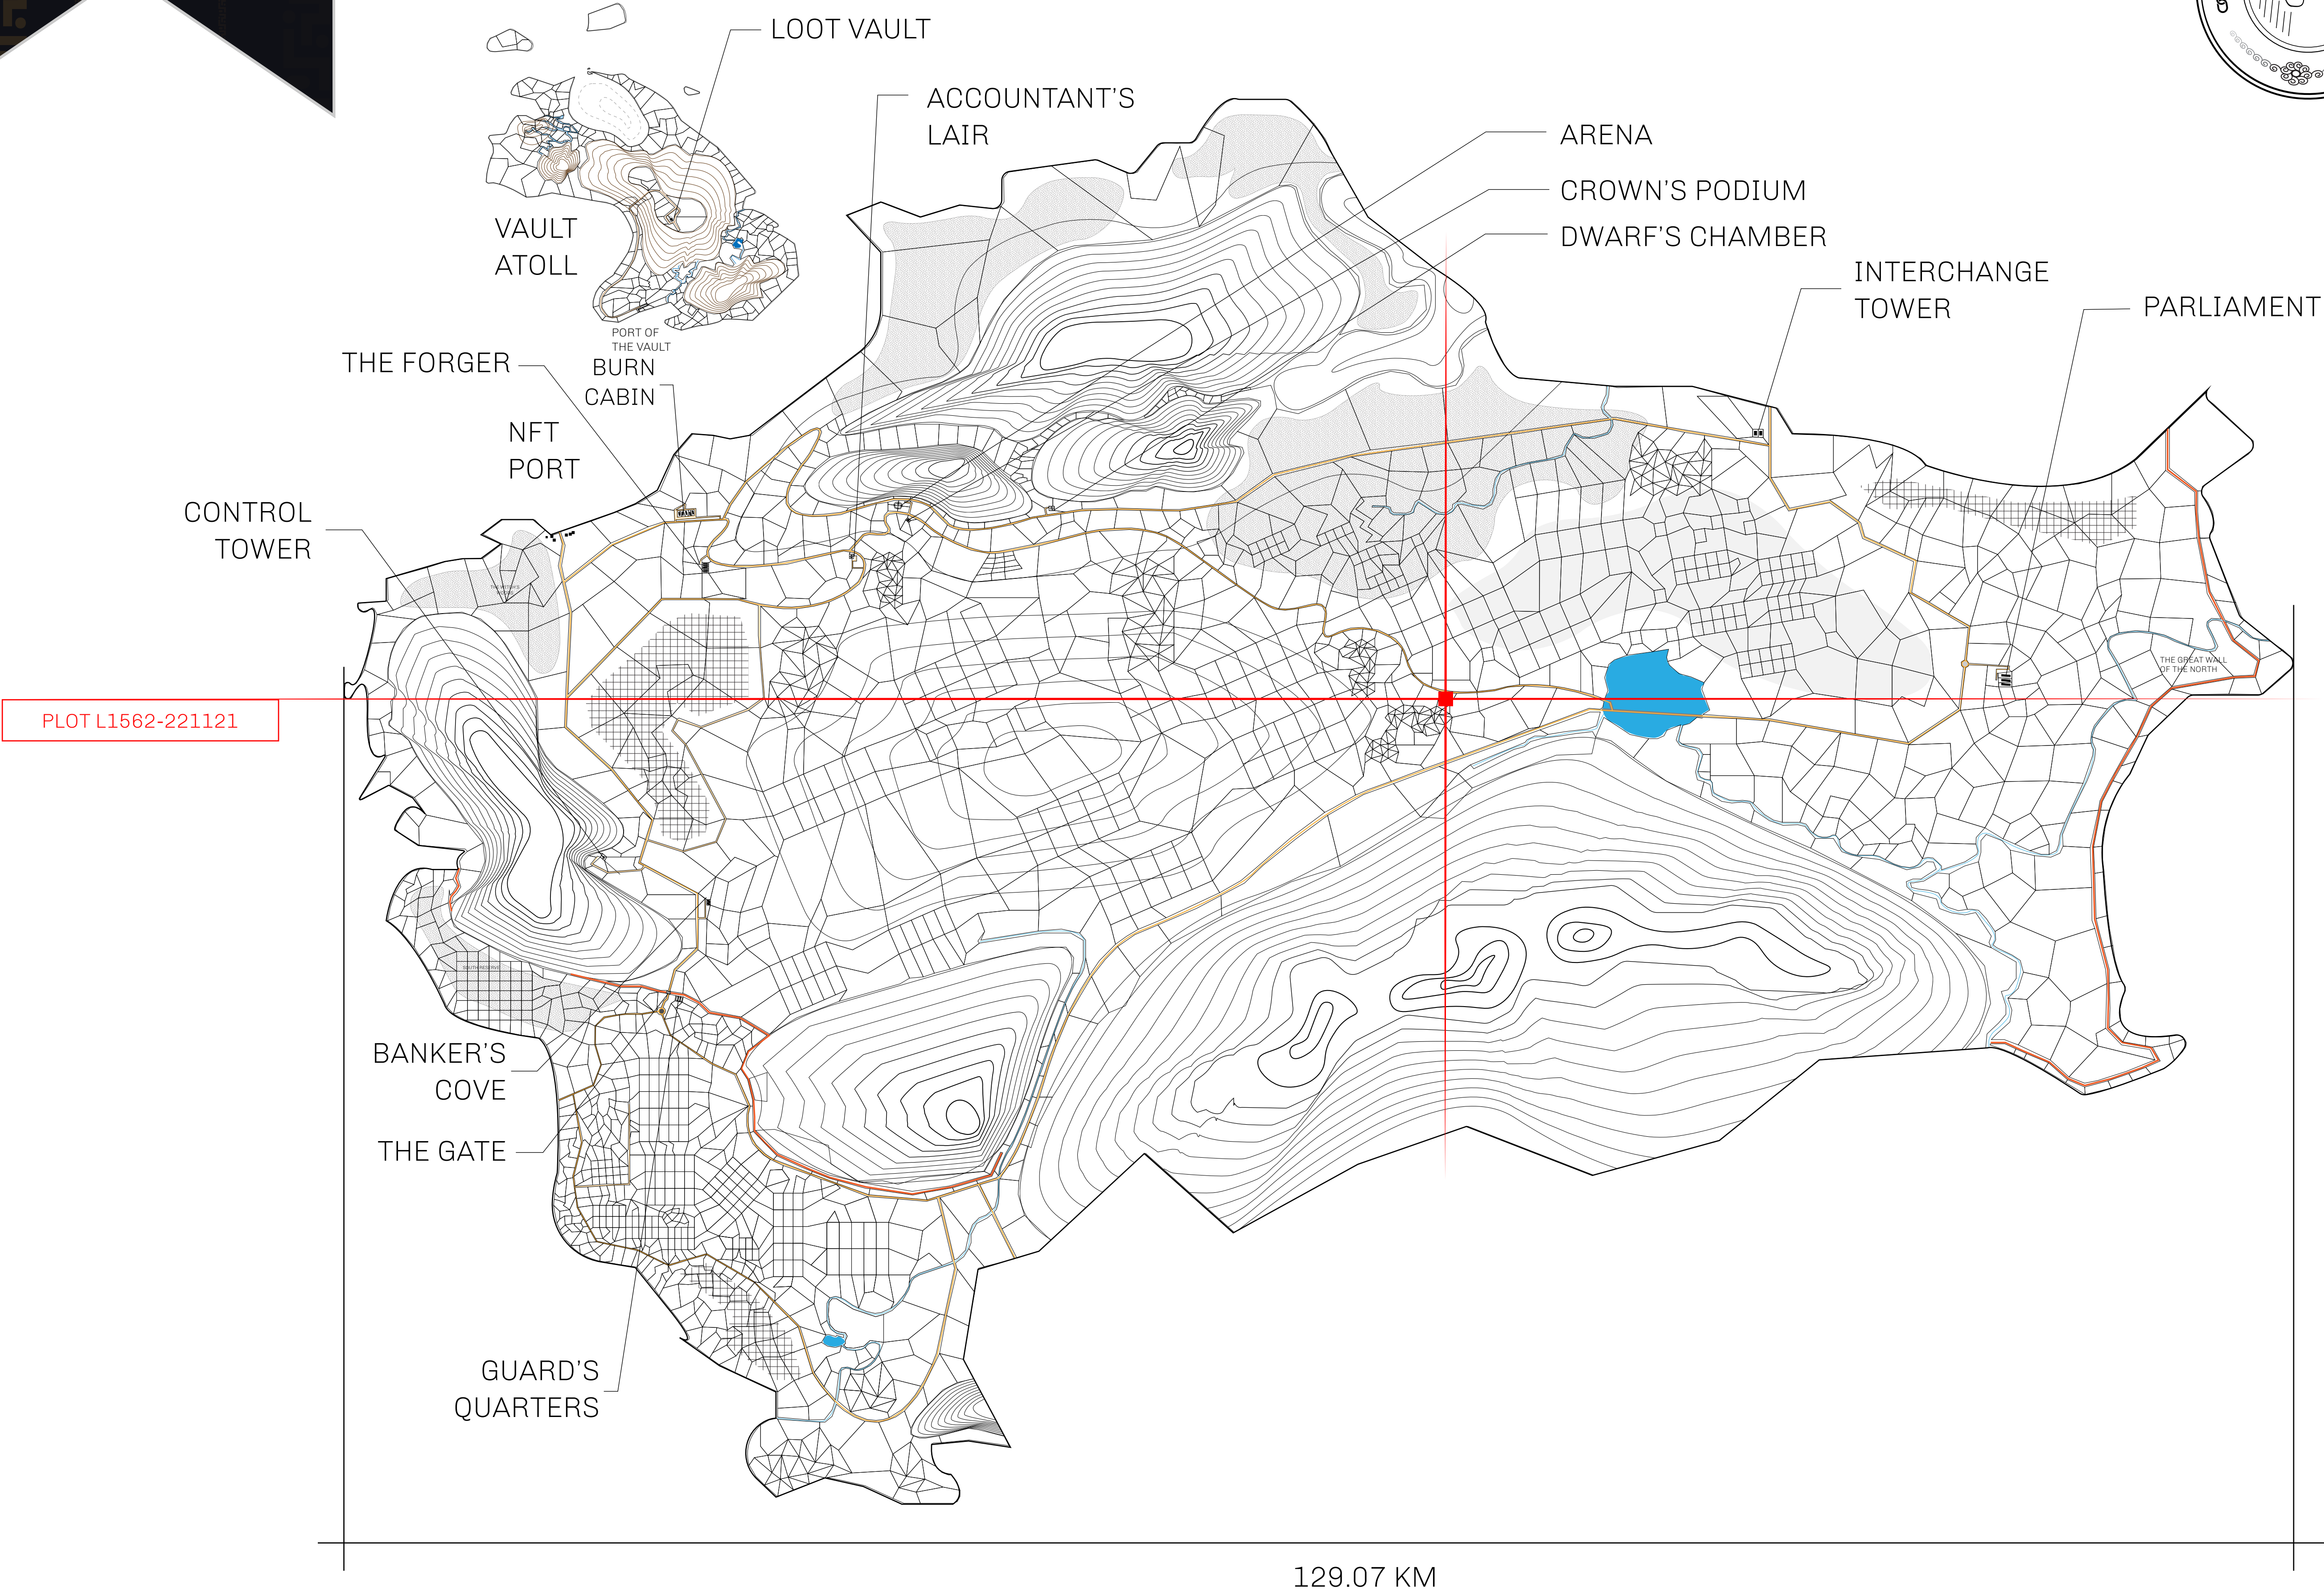 LOOT VAULT
ACCOUNTANT'S
LAIR
ARENA
CROWN'S PODIUM
DWARF'S CHAMBER
INTERCHANGE
TOWER
PARLIAMENT
VAULT
ATOLL
PORT OF
THE VAULT
THE FORGER
BURN
CABIN
NFT
PORT
CONTROL
TOWER
THE GREAT WALL
OF THE NORTH
PLOT L1562-221121
SOUTH RESERVE
BANKER'S
COVE
THE GATE
GUARD'S
QUARTERS
129.07 KM